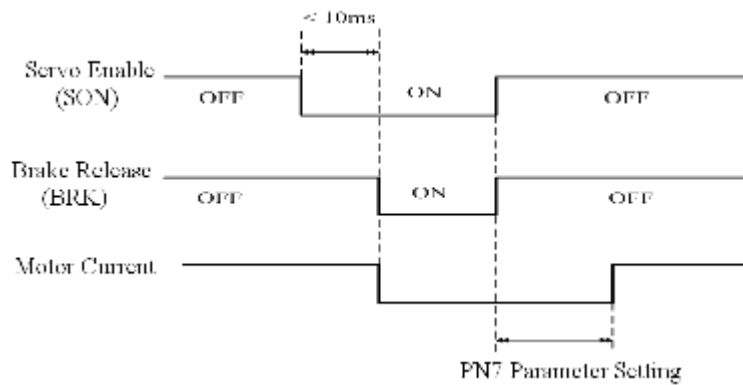 < 10ms
Servo Enable
(SON)
OFF
ON
OFF
Brake Release
(BRK)
OFF
ON
OFF
Motor Current
PN7 Parameter Setting